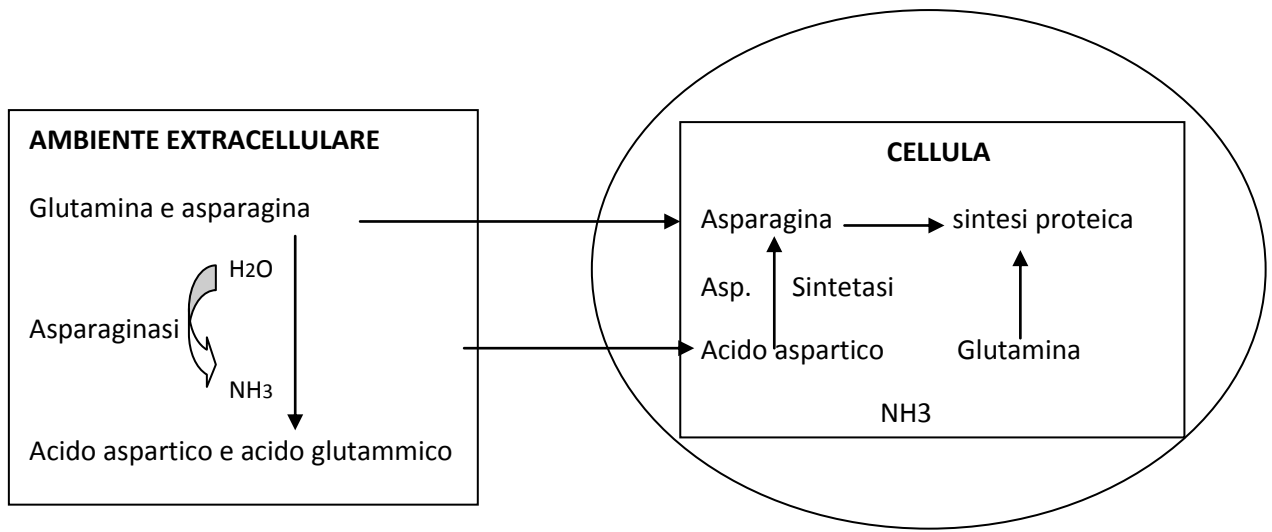 AMBIENTE EXTRACELLULARE
Glutamina e asparagina
H2O
Asparaginasi
NH3
Acido aspartico e acido glutammico
CELLULA
Asparagina sintesi proteica
Asp. Sintetasi
Acido aspartico Glutamina
NH3